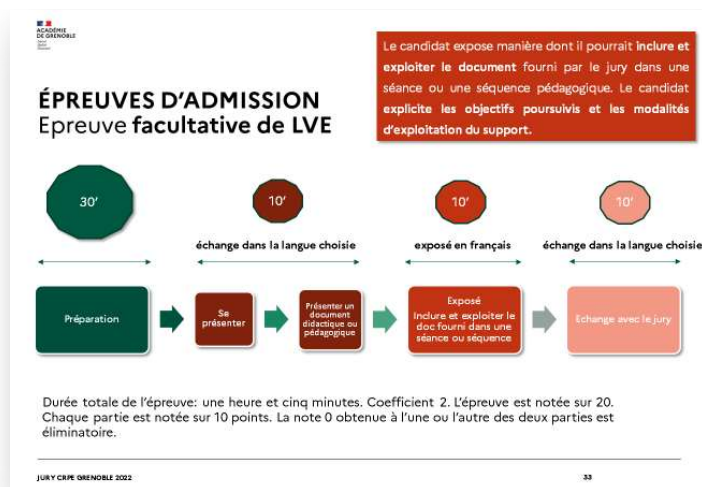 ACADÉMIE
DE GRENOBLE
Le candidat expose manière dont il pourrait inclure et
exploiter le document fourni par le jury dans une
séance ou une séquence pédagogique. Le candidat
explicite les objectifs poursuivis et les modalités
d'exploitation du support.
ÉPREUVES D'ADMISSION
Epreuve facultative de LVE
30'
10'
10'
10'
échange dans la langue choisie
exposé en français
échange dans la langue choisie
Préparation
Se
présenter
Présenter un
document
didactique ou
pédagogique
Exposé
Inclure et exploiter le
doc fourni dans une
séance ou séquence
Echange avec le jury
Durée totale de l'épreuve: une heure et cinq minutes. Coefficient 2. L'épreuve est notée sur 20.
Chaque partie est notée sur 10 points. La note 0 obtenue à l'une ou l'autre des deux parties est
éliminatoire.
JURY CRPE GRENOBLE 2022
33